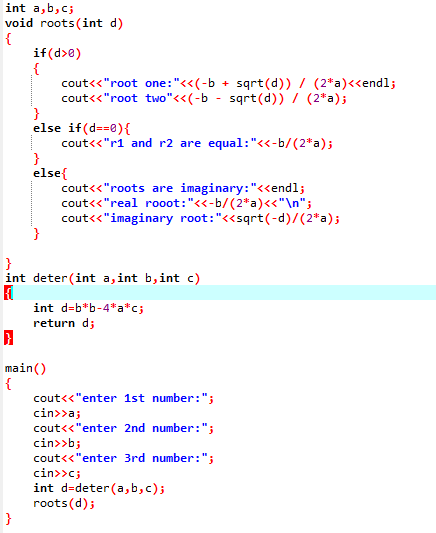 int a,b,c;
void roots(int d)
{
if(d>0)
{
cout<<"root one:"<<(-b + sqrt(d)) / (2*a)<<endl;
cout<<"root two"<<(-b - sqrt(d)) / (2*a);
}
else if(d==0){
cout<<"r1 and r2 are equal:"<<-b/(2*a);
}
else{
cout<<"roots are imaginary:"<<endl;
cout<<"real rooot:"<<-b/(2*a)<<"\n";
cout<<"imaginary root:"<<sqrt(-d)/(2*a);
}
}
int deter(int a,int b,int c)
{
int d=b*b-4*a*c;
return d;
}
main()
{
cout<<"enter 1st number:";
cin>>a;
cout<<"enter 2nd number:";
cin>>b;
cout<<"enter 3rd number:";
cin>>c;
int d=deter(a,b,c);
roots(d);
}